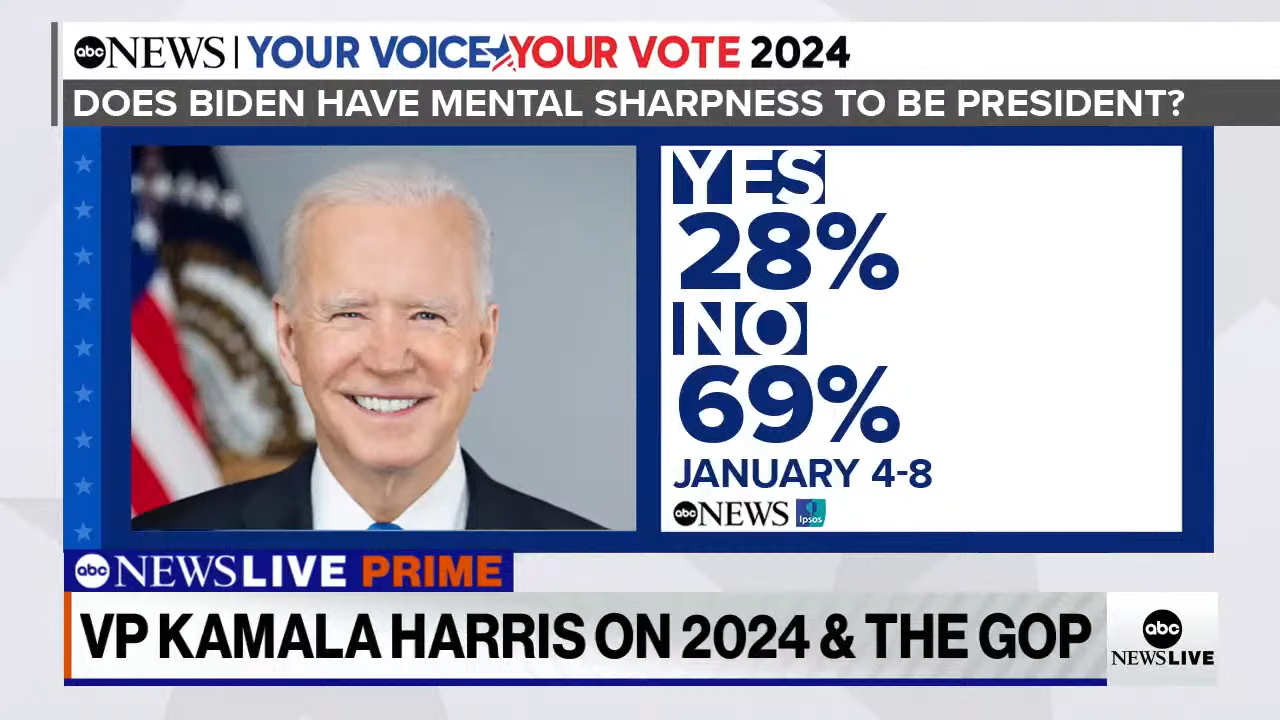 abc NEWS | YOUR VOICE YOUR VOTE 2024
DOES BIDEN HAVE MENTAL SHARPNESS TO BE PRESIDENT?
YES
28%
NO
69%
JANUARY 4-8
abc NEWS Ipsos
abc NEWS LIVE PRIME
VP KAMALA HARRIS ON 2024 & THE GOP
abc
NEWS LIVE